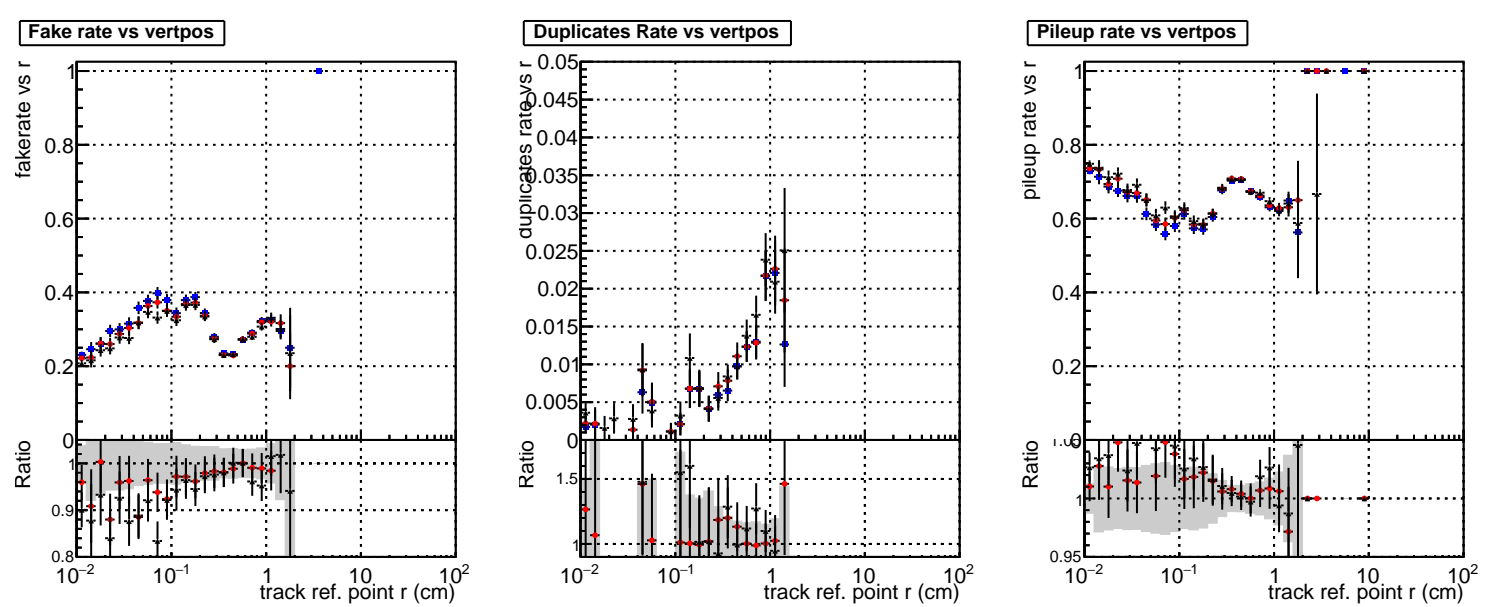 Fake rate vs vertpos
Duplicates Rate vs vertpos
Pileup rate vs vertpos
fakerate vs r
1
0.8
0.6
0.4
0.2
0
Ratio
1
0.9
0.8
10⁻² 10⁻¹ 1 10 10²
track ref. point r (cm)
duplicates rate vs r
0.05
0.045
0.04
0.035
0.03
0.025
0.02
0.015
0.01
0.005
0
Ratio
1.5
1
10⁻² 10⁻¹ 1 10 10²
track ref. point r (cm)
pileup rate vs r
1
0.8
0.6
0.4
0.2
0
Ratio
1
0.95
10⁻² 10⁻¹ 1 10 10²
track ref. point r (cm)